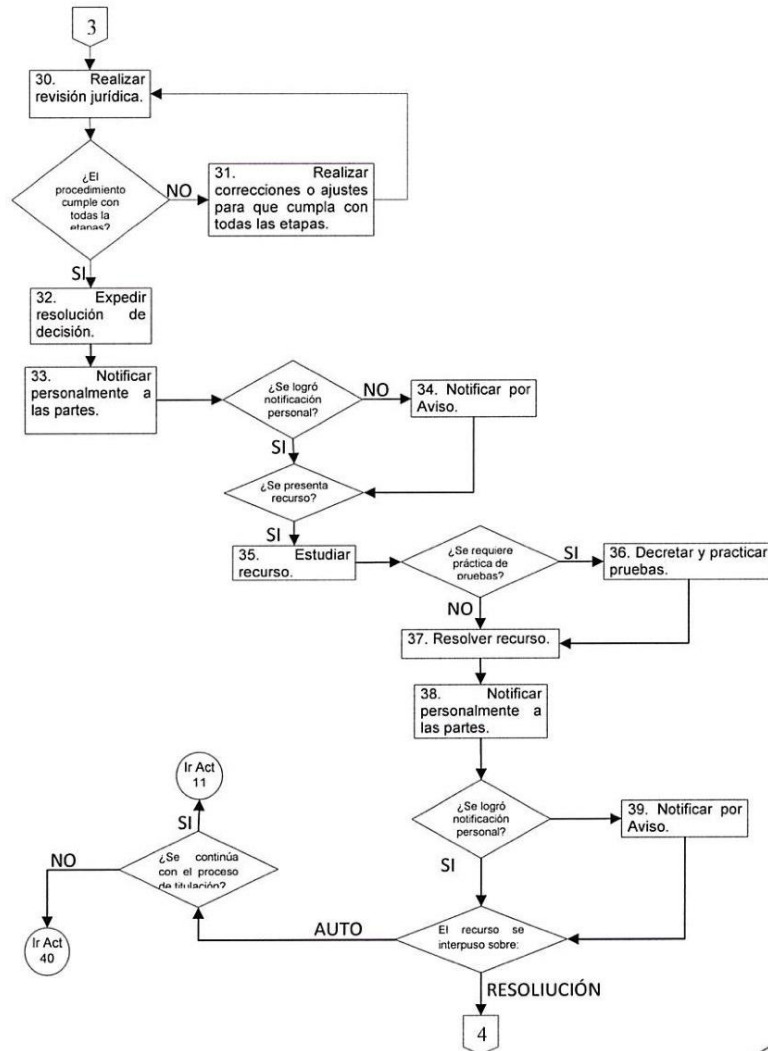 3
30. Realizar
revisión jurídica.
¿El
procedimiento
cumple con
todas la
etapas?
NO
31. Realizar
correcciones o ajustes
para que cumpla con
todas las etapas.
SI
32. Expedir
resolución de
decisión.
33. Notificar
personalmente a
las partes.
¿Se logró
notificación
personal?
NO
34. Notificar por
Aviso.
SI
¿Se presenta
recurso?
SI
35. Estudiar
recurso.
¿Se requiere
práctica de
pruebas?
SI
36. Decretar y practicar
pruebas.
NO
37. Resolver recurso.
38. Notificar
personalmente a
las partes.
¿Se logró
notificación
personal?
39. Notificar por
Aviso.
SI
El recurso se
interpuso sobre:
AUTO
¿Se continúa
con el proceso
de titulación?
SI
Ir Act
11
NO
Ir Act
40
RESOLIUCIÓN
4